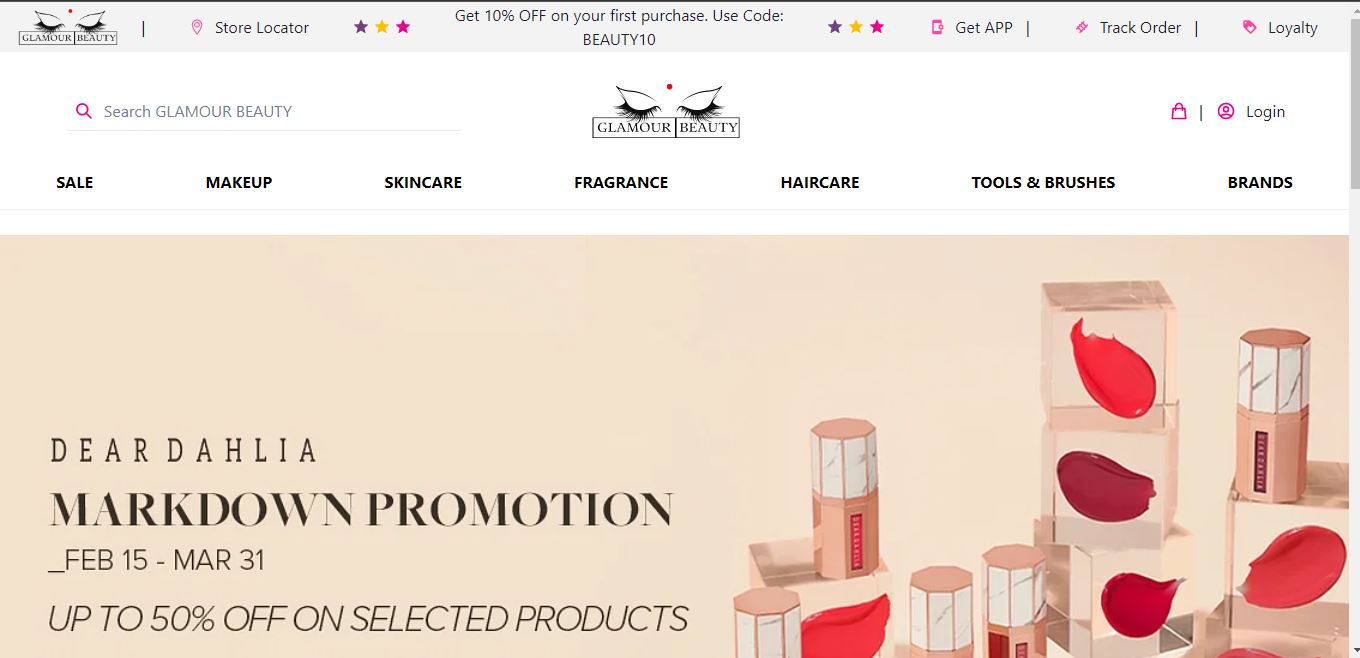 GLAMOUR BEAUTY
|
Store Locator
Get 10% OFF on your first purchase. Use Code:
BEAUTY10
Get APP |
Track Order |
Loyalty
Search GLAMOUR BEAUTY
GLAMOUR BEAUTY
| Login
SALE MAKEUP SKINCARE FRAGRANCE HAIRCARE TOOLS & BRUSHES BRANDS
DEAR DAHLIA
MARKDOWN PROMOTION
_FEB 15 - MAR 31
UP TO 50% OFF ON SELECTED PRODUCTS
DEARDAHLIA
DEARDAHLIA